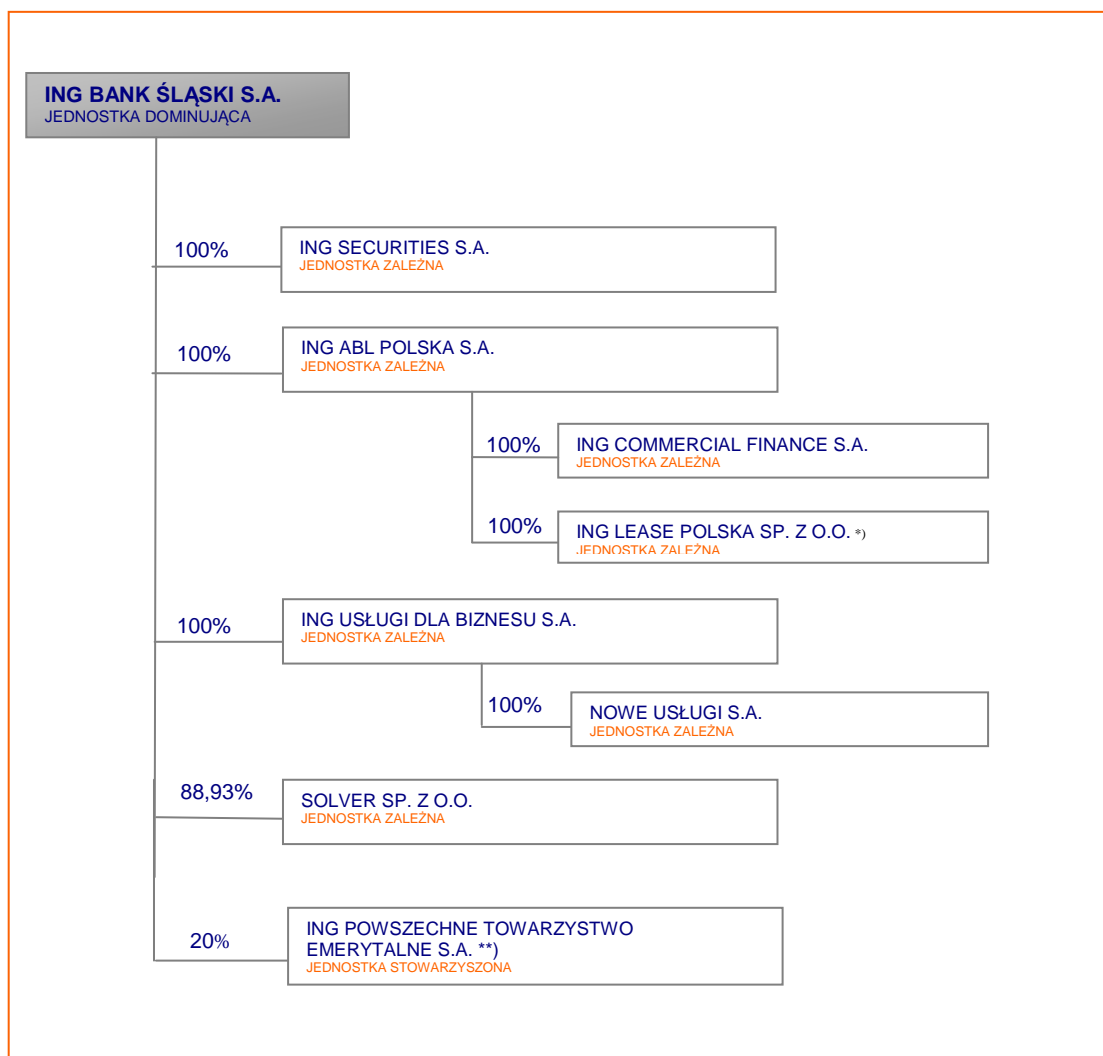 ING BANK ŚLĄSKI S.A.
JEDNOSTKA DOMINUJĄCA
100%
ING SECURITIES S.A.
JEDNOSTKA ZALEŻNA
100%
ING ABL POLSKA S.A.
JEDNOSTKA ZALEŻNA
100%
ING COMMERCIAL FINANCE S.A.
JEDNOSTKA ZALEŻNA
100%
ING LEASE POLSKA SP. Z O.O. *)
JEDNOSTKA ZALEŻNA
100%
ING USŁUGI DLA BIZNESU S.A.
JEDNOSTKA ZALEŻNA
100%
NOWE USŁUGI S.A.
JEDNOSTKA ZALEŻNA
88,93%
SOLVER SP. Z O.O.
JEDNOSTKA ZALEŻNA
20%
ING POWSZECHNE TOWARZYSTWO
EMERYTALNE S.A. **)
JEDNOSTKA STOWARZYSZONA